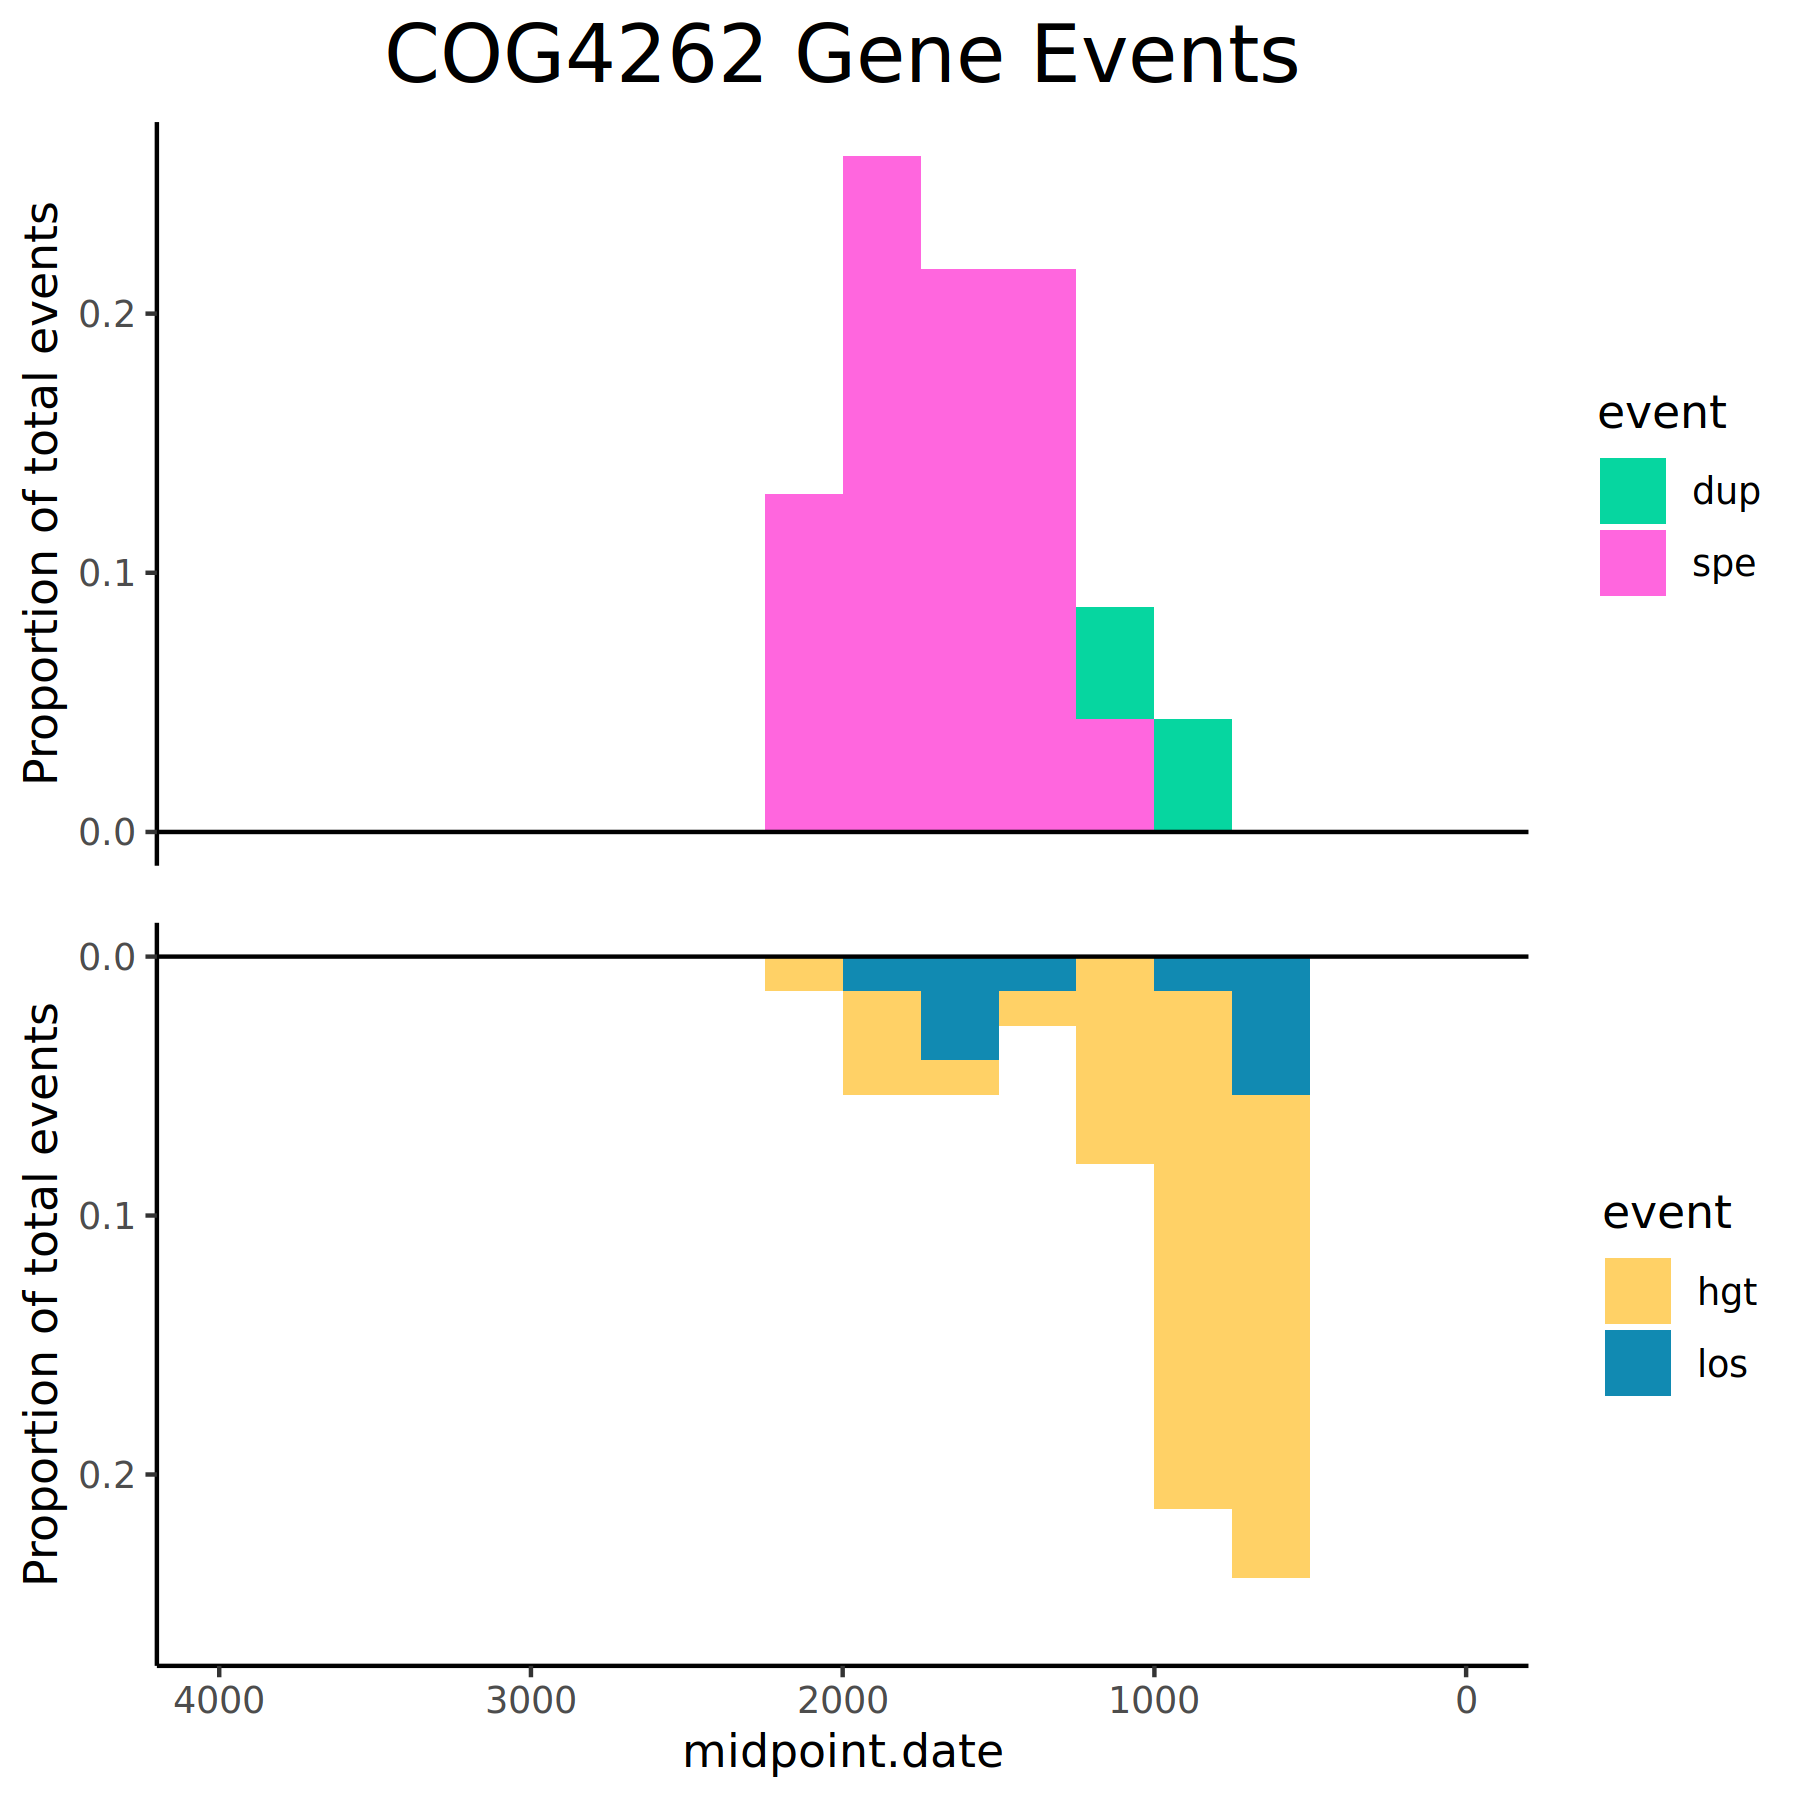 COG4262 Gene Events
Proportion of total events
0.2
0.1
0.0
event
dup
spe
Proportion of total events
0.0
0.1
0.2
event
hgt
los
4000 3000 2000 1000 0
midpoint.date